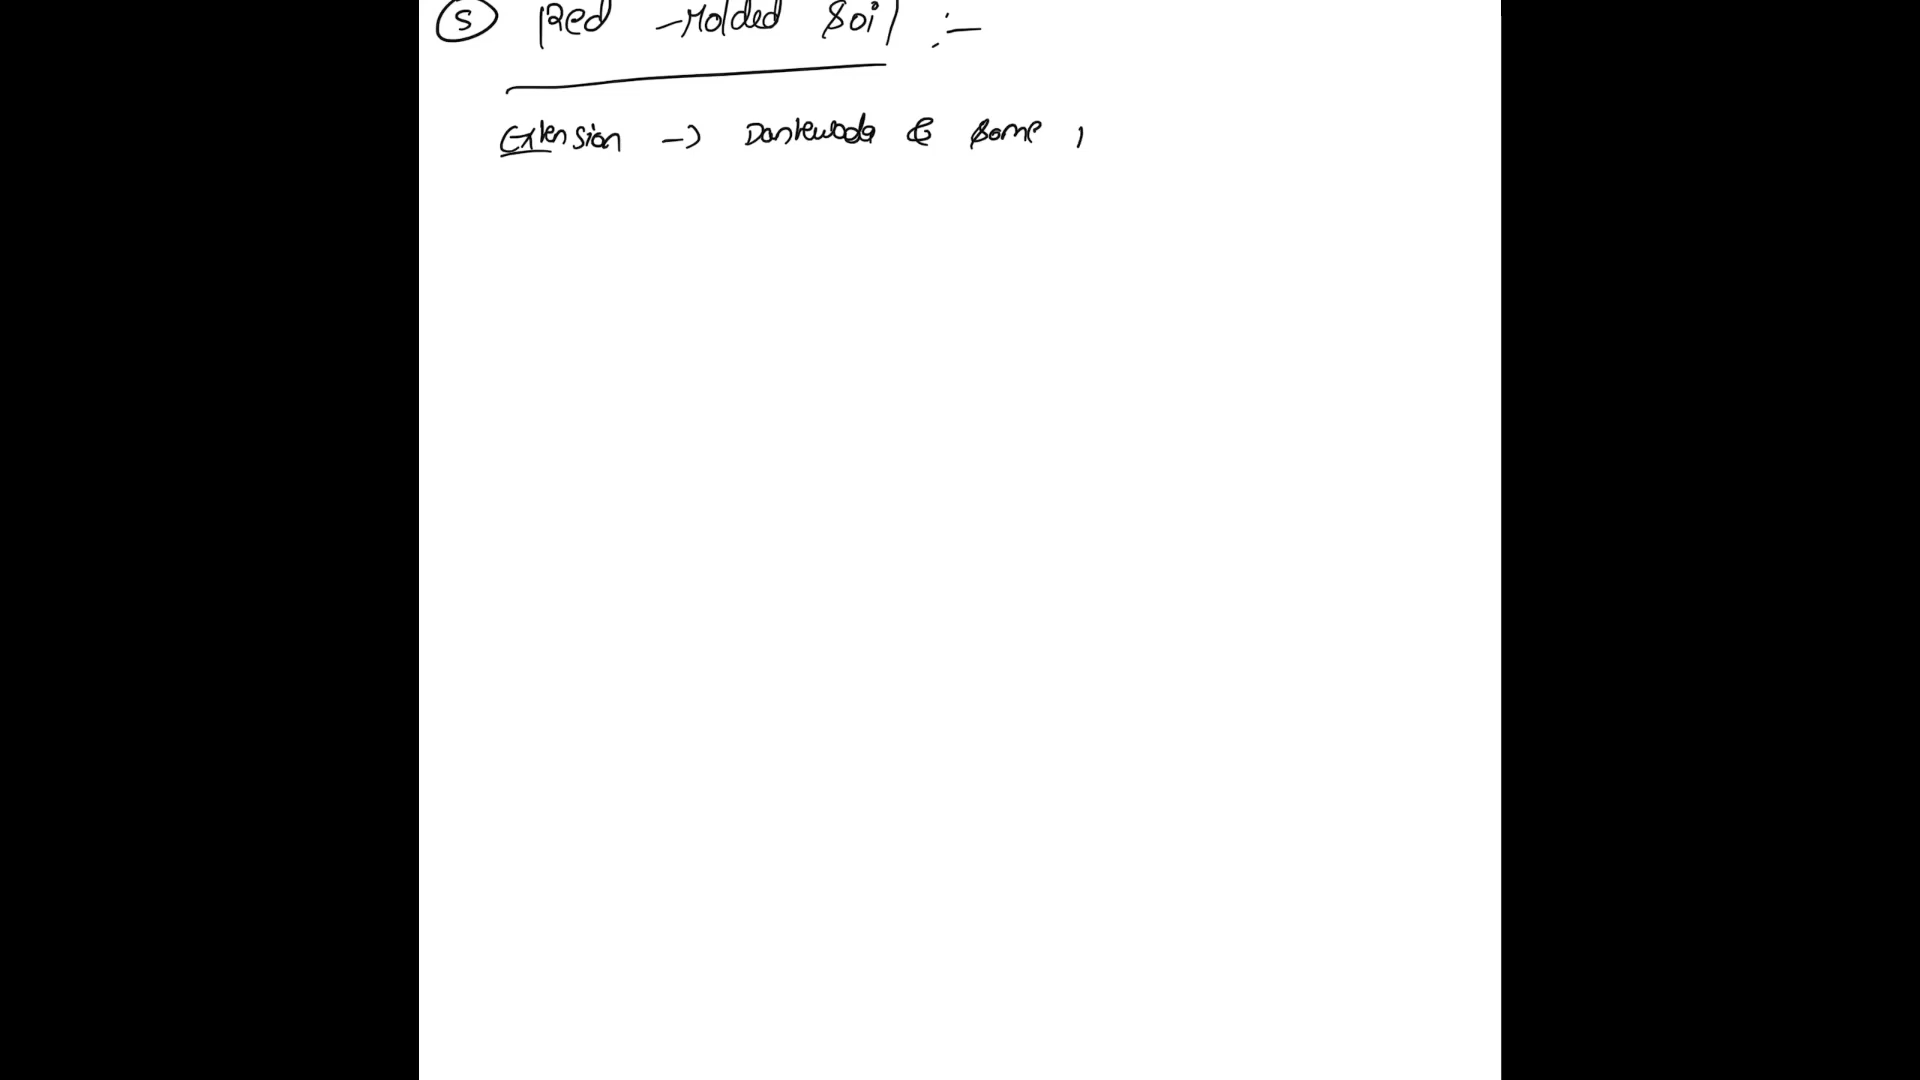 (5) Red -Molded Soil :-
Extension -> Dantewada & some